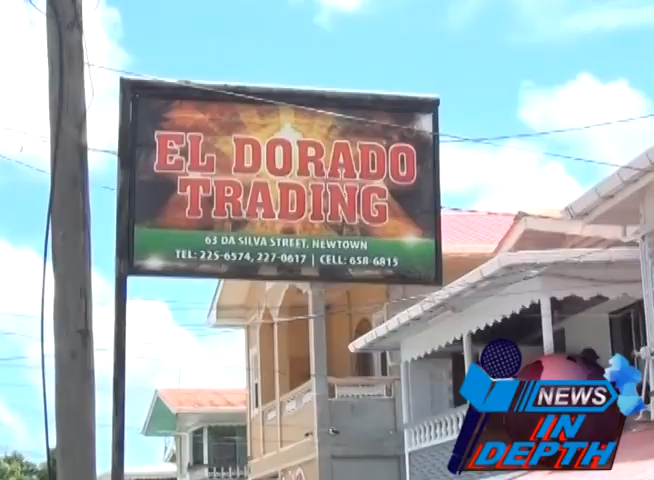 EL DORADO
TRADING
63 DA SILVA STREET, NEWTOWN
TEL: 225-6574, 227-0617 | CELL: 658-6815
NEWS
IN
DEPTH